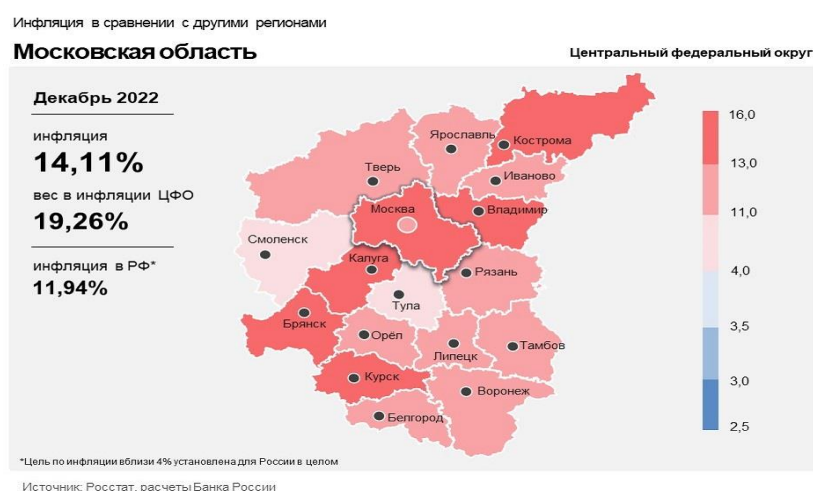 Инфляция в сравнении с другими регионами
Московская область
Центральный федеральный округ
Декабрь 2022
инфляция
14,11%
вес в инфляции ЦФО
19,26%
инфляция в РФ*
11,94%
Ярославль
Кострома
Тверь
Иваново
Москва
Владимир
Смоленск
Калуга
Рязань
Тула
Брянск
Орёл
Липецк
Тамбов
Курск
Воронеж
Белгород
16,0
13,0
11,0
4,0
3,5
3,0
2,5
*Цель по инфляции вблизи 4% установлена для России в целом
Источник: Росстат, расчеты Банка России